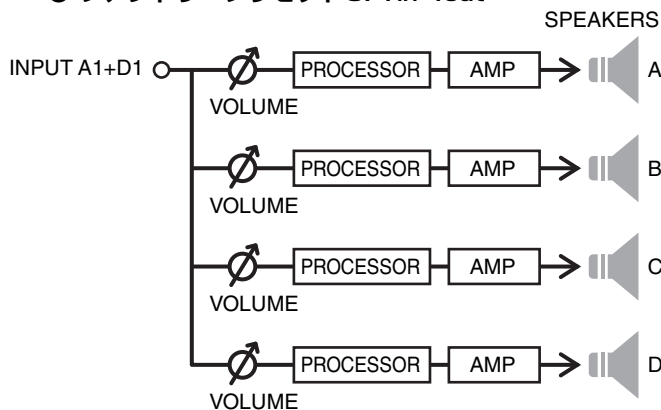 SPEAKERS
INPUT A1+D1 PROCESSOR AMP A
VOLUME
PROCESSOR AMP B
VOLUME
PROCESSOR AMP C
VOLUME
PROCESSOR AMP D
VOLUME